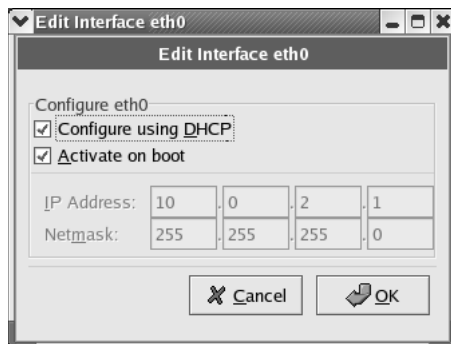 Edit Interface eth0
Edit Interface eth0
Configure eth0
Configure using DHCP
Activate on boot
IP Address: 10 . 0 . 2 . 1
Netmask: 255 . 255 . 255 . 0
Cancel OK